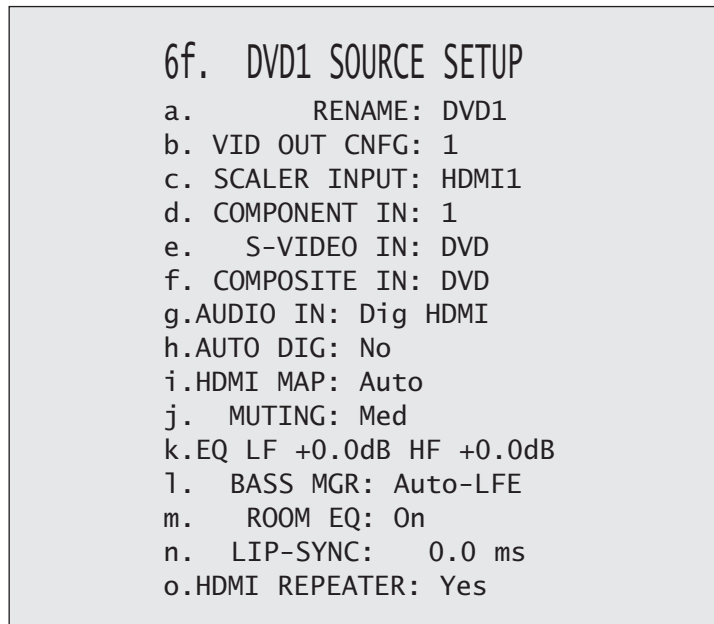 6f. DVD1 SOURCE SETUP
a. RENAME: DVD1
b. VID OUT CNFG: 1
c. SCALER INPUT: HDMI1
d. COMPONENT IN: 1
e. S-VIDEO IN: DVD
f. COMPOSITE IN: DVD
g.AUDIO IN: Dig HDMI
h.AUTO DIG: No
i.HDMI MAP: Auto
j. MUTING: Med
k.EQ LF +0.0dB HF +0.0dB
l. BASS MGR: Auto-LFE
m. ROOM EQ: On
n. LIP-SYNC: 0.0 ms
o.HDMI REPEATER: Yes